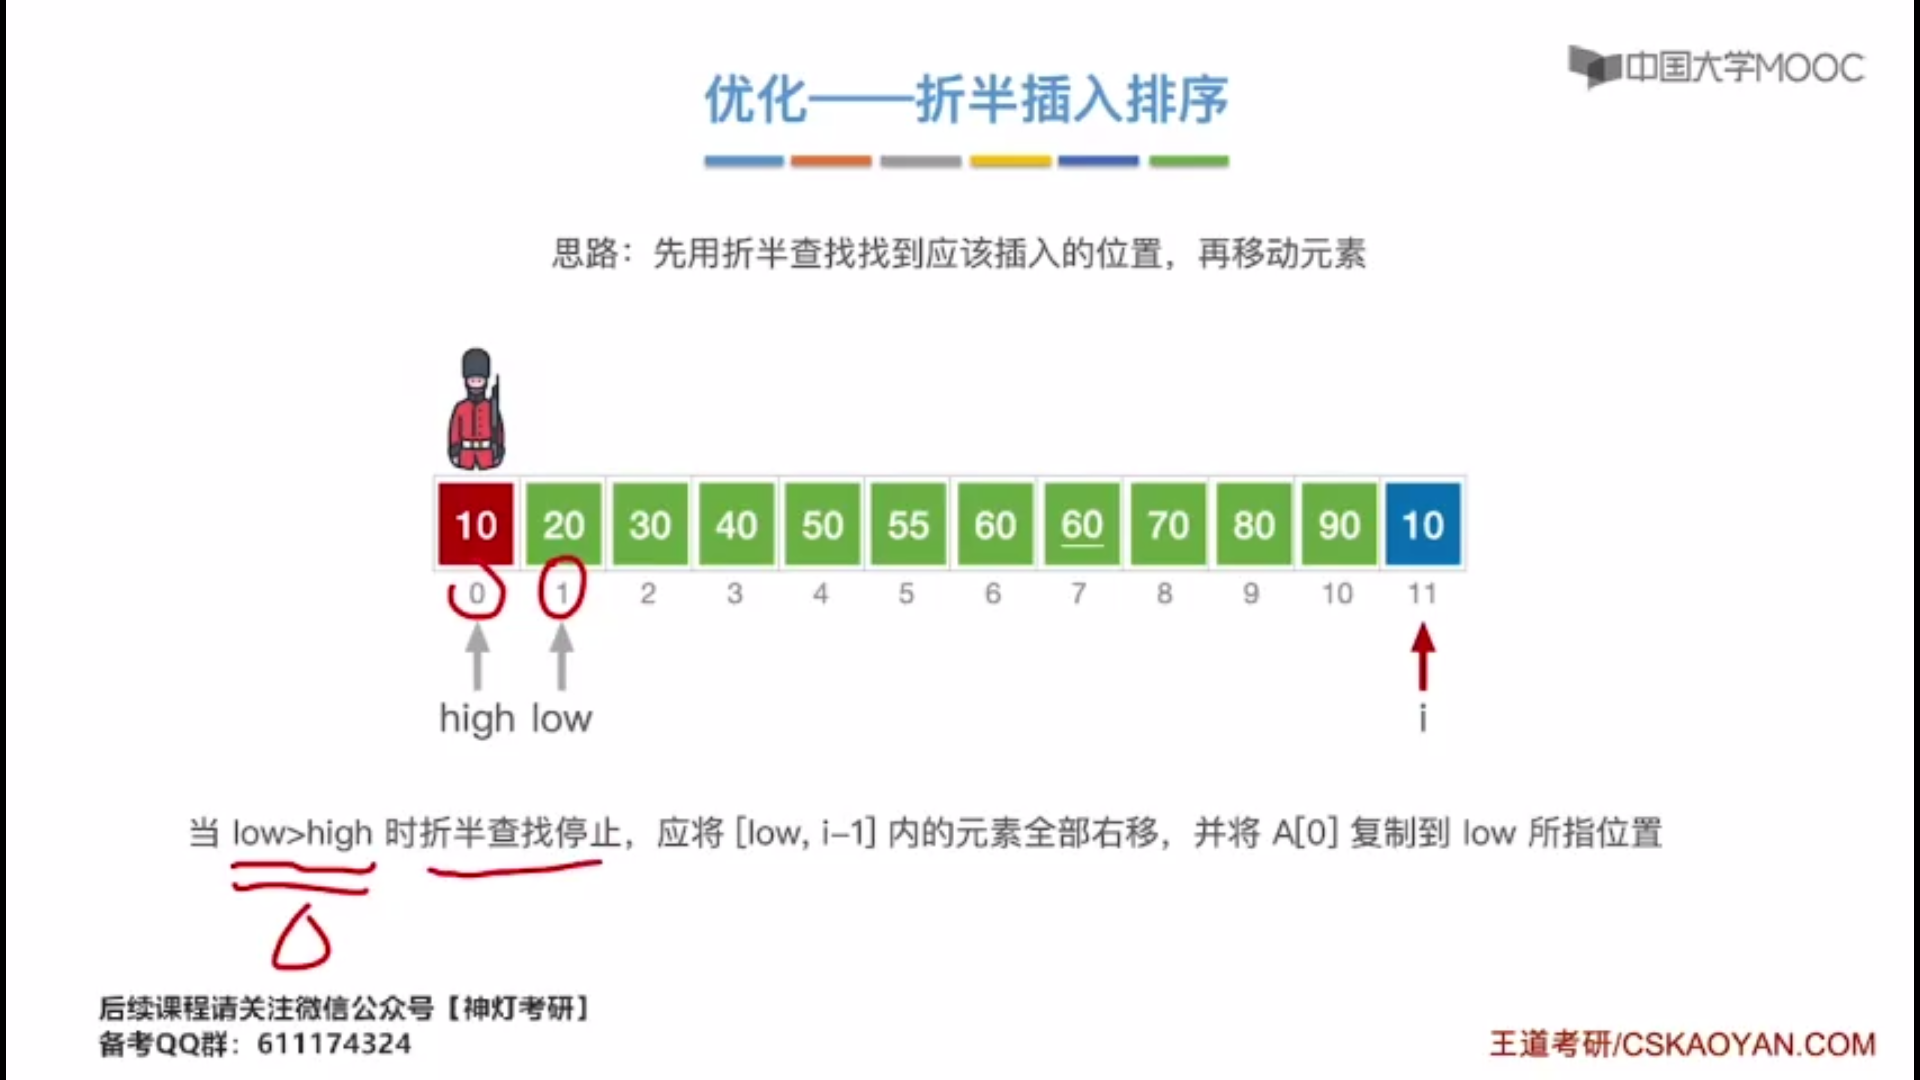 中国大学MOOC
优化——折半插入排序
思路：先用折半查找找到应该插入的位置，再移动元素
10 20 30 40 50 55 60 60 70 80 90 10
0 1 2 3 4 5 6 7 8 9 10 11
high low i
当 low>high 时折半查找停止，应将 [low, i-1] 内的元素全部右移，并将 A[0] 复制到 low 所指位置
后续课程请关注微信公众号【神灯考研】
备考QQ群：611174324
王道考研/CSKAOYAN.COM